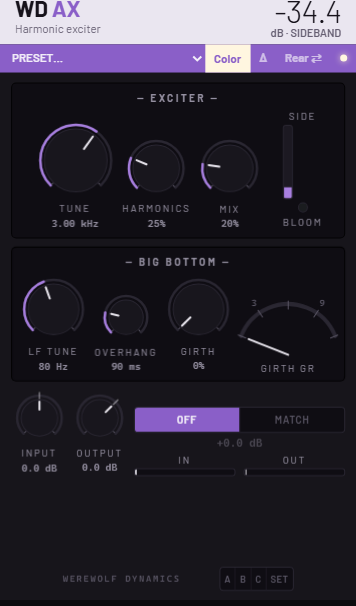 WD AX
Harmonic exciter
-34.4
dB · SIDEBAND
PRESET...
Color
Δ
Rear ⇄
— EXCITER —
SIDE
TUNE
3.00 kHz
HARMONICS
25%
MIX
20%
BLOOM
— BIG BOTTOM —
LF TUNE
80 Hz
OVERHANG
90 ms
GIRTH
0%
3
9
GIRTH GR
INPUT
0.0 dB
OUTPUT
0.0 dB
OFF
MATCH
+0.0 dB
IN
OUT
WEREWOLF DYNAMICS
A B C SET